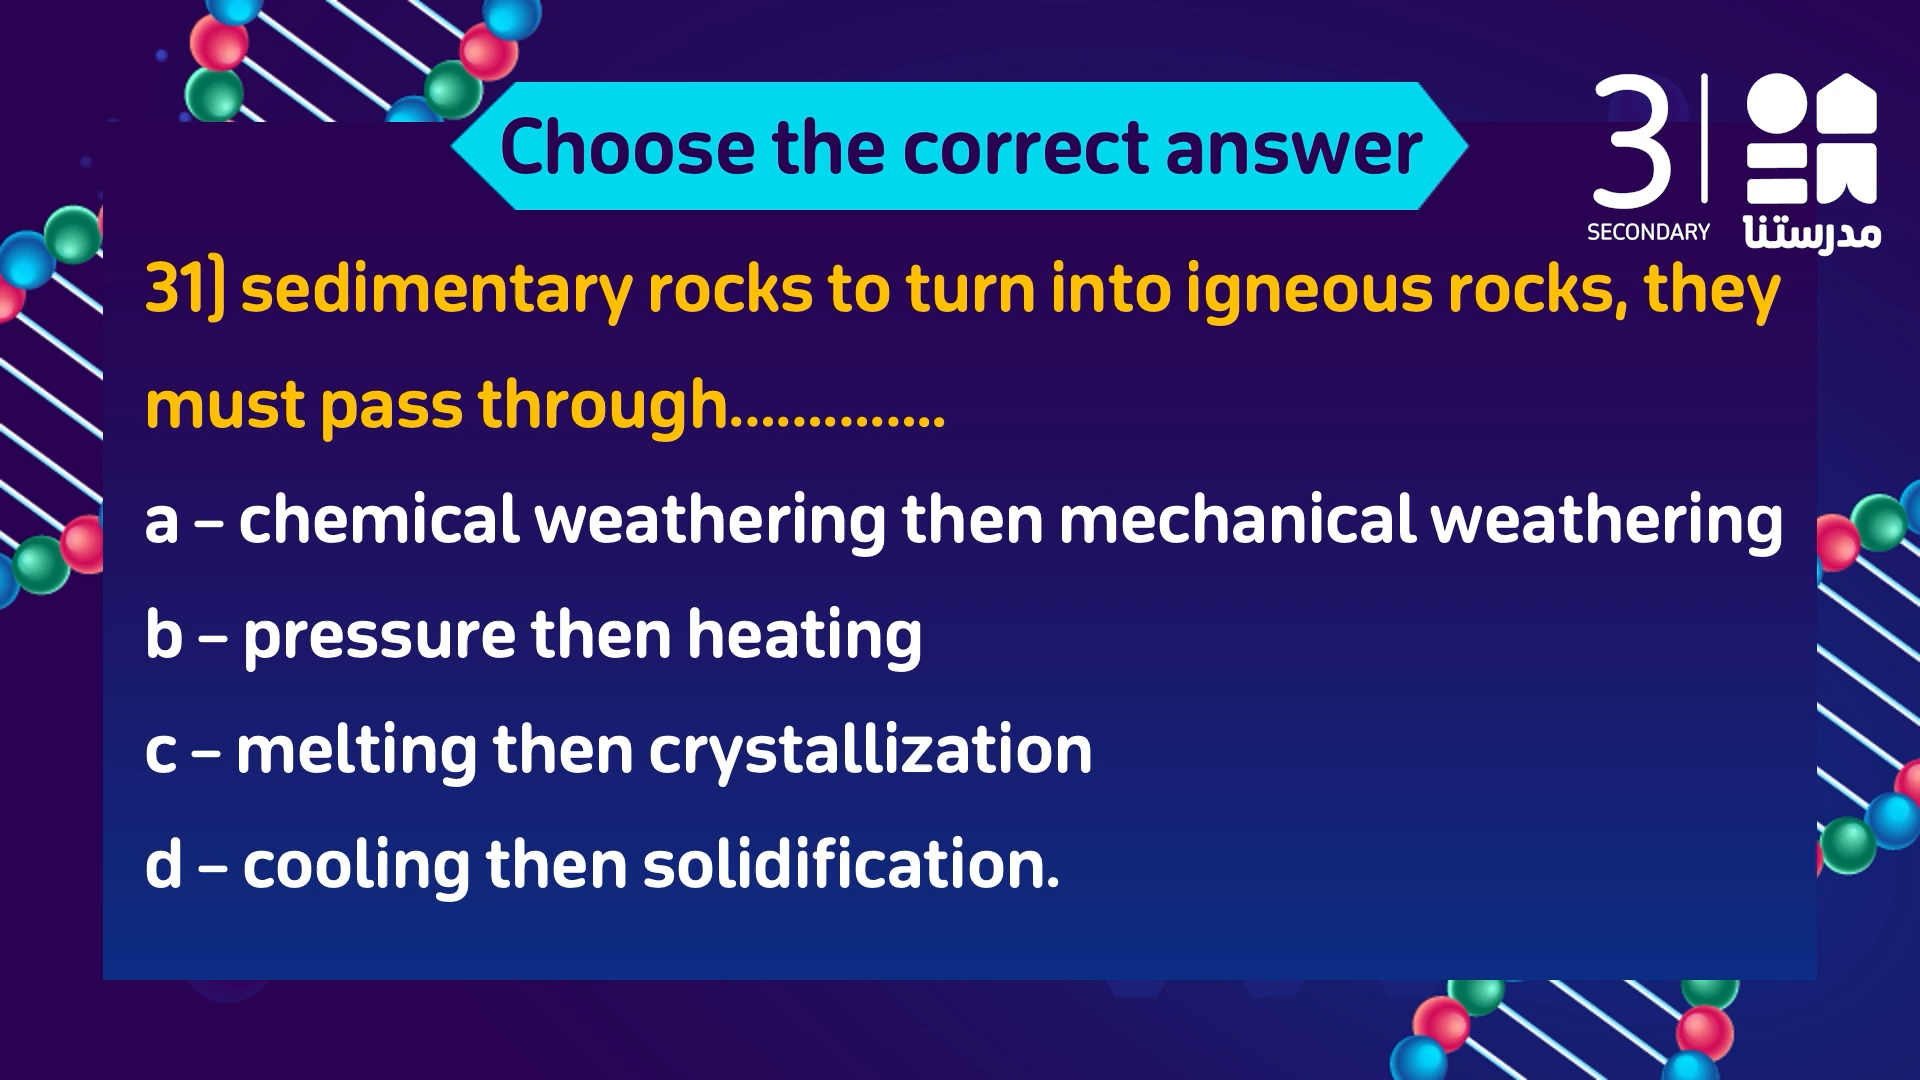 Choose the correct answer
3
SECONDARY
مدرستنا
31) sedimentary rocks to turn into igneous rocks, they
must pass through..............
a – chemical weathering then mechanical weathering
b – pressure then heating
c – melting then crystallization
d – cooling then solidification.